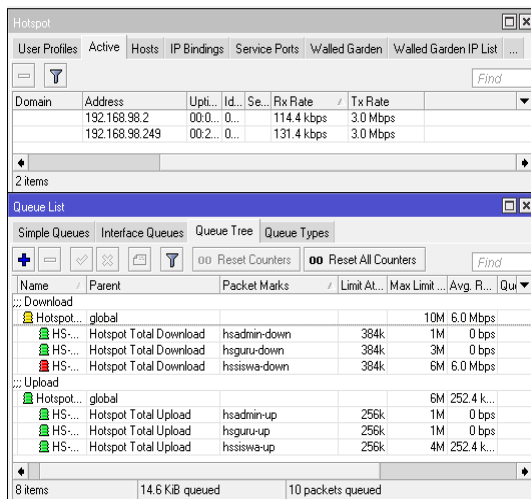 Hotspot
User Profiles Active Hosts IP Bindings Service Ports Walled Garden Walled Garden IP List ...
Find
Domain Address Upti... Id... Se... Rx Rate Tx Rate
192.168.98.2 00:0... 0... 114.4 kbps 3.0 Mbps
192.168.98.249 00:2... 0... 131.4 kbps 3.0 Mbps
2 items
Queue List
Simple Queues Interface Queues Queue Tree Queue Types
00 Reset Counters 00 Reset All Counters Find
Name Parent Packet Marks Limit At... Max Limit ... Avg. R... Qu
;;; Download
Hotspot... global 10M 6.0 Mbps
HS-... Hotspot Total Download hsadmin-down 384k 1M 0 bps
HS-... Hotspot Total Download hsguru-down 384k 3M 0 bps
HS-... Hotspot Total Download hssiswa-down 384k 6M 6.0 Mbps
;;; Upload
Hotspot... global 6M 252.4 k...
HS-... Hotspot Total Upload hsadmin-up 256k 1M 0 bps
HS-... Hotspot Total Upload hsguru-up 256k 1M 0 bps
HS-... Hotspot Total Upload hssiswa-up 256k 4M 252.4 k...
8 items 14.6 KiB queued 10 packets queued